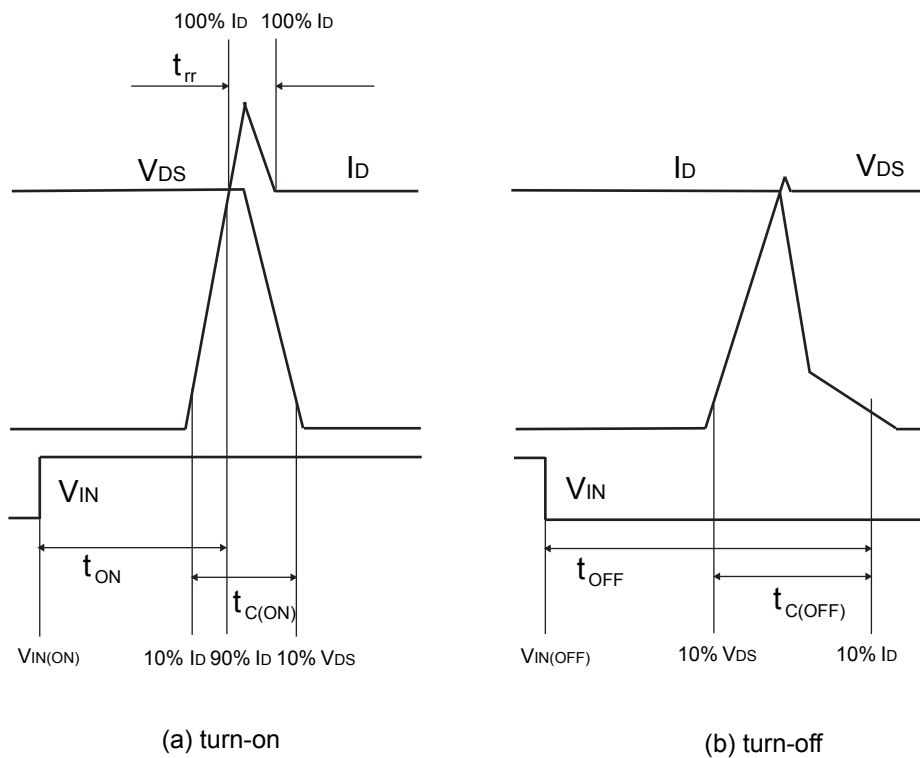 100% ID 100% ID
trr
VDS ID
VIN
tON
tC(ON)
VIN(ON) 10% ID 90% ID 10% VDS
(a) turn-on
ID VDS
VIN
tOFF
tC(OFF)
VIN(OFF) 10% VDS 10% ID
(b) turn-off